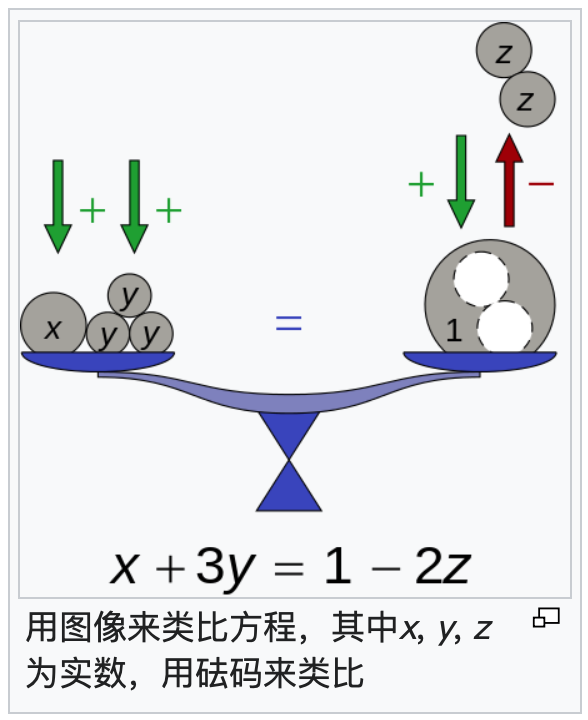 z
z
+ + + −
y
x y y = 1
x + 3y = 1 − 2z
用图像来类比方程，其中x, y, z
为实数，用砝码来类比